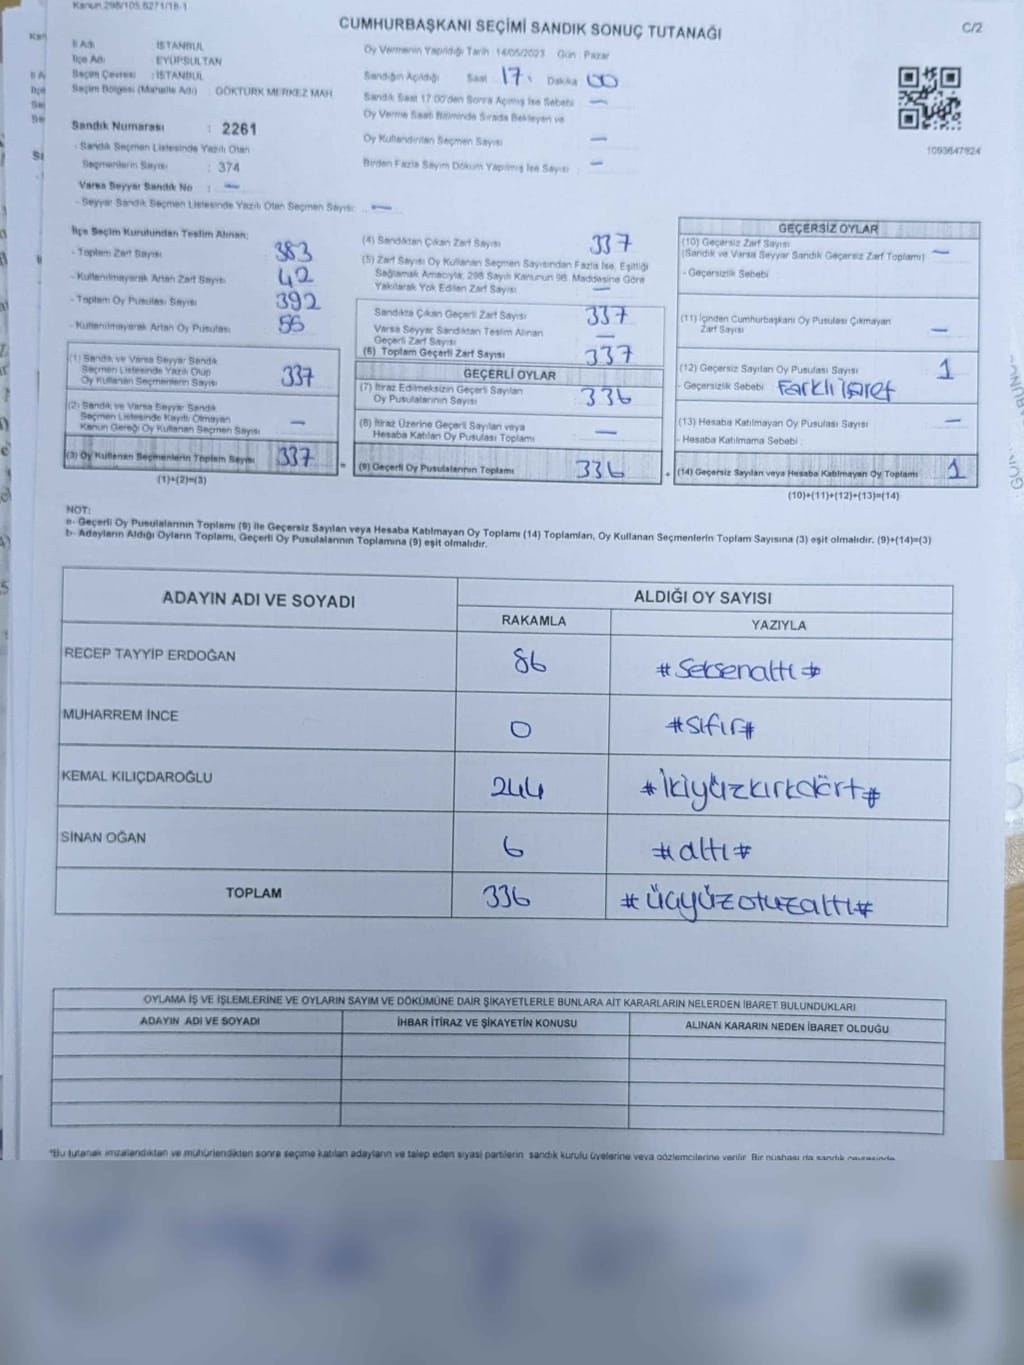 Kanun 298/105,6271/18-1
CUMHURBAŞKANI SEÇİMİ SANDIK SONUÇ TUTANAĞI
C/2
İl Adı : İSTANBUL
İlçe Adı : EYÜPSULTAN
Seçim Çevresi : İSTANBUL
Seçim Bölgesi (Mahalle Adı) : GÖKTÜRK MERKEZ MAH.
Sandık Numarası : 2261
- Sandık Seçmen Listesinde Yazılı Olan
Seçmenlerin Sayısı : 374
Varsa Seyyar Sandık No : —
- Seyyar Sandık Seçmen Listesinde Yazılı Olan Seçmen Sayısı: —
Oy Vermenin Yapıldığı Tarih : 14/05/2023 Gün : Pazar
Sandığın Açıldığı Saat : 17 : Dakika 00
Sandık Saat 17.00'den Sonra Açılmış İse Sebebi —
Oy Verme Saati Bitiminde Sırada Bekleyen ve
Oy Kullandırılan Seçmen Sayısı —
Birden Fazla Sayım Döküm Yapılmış İse Sayısı : —
1093647824
İlçe Seçim Kurulundan Teslim Alınan;
- Toplam Zarf Sayısı 383
- Kullanılmayarak Artan Zarf Sayısı 42
- Toplam Oy Pusulası Sayısı 392
- Kullanılmayarak Artan Oy Pusulası 56
(1) Sandık ve Varsa Seyyar Sandık
Seçmen Listesinde Yazılı Olup
Oy Kullanan Seçmenlerin Sayısı 337
(2) Sandık ve Varsa Seyyar Sandık
Seçmen Listesinde Kayıtlı Olmayan
Kanun Gereği Oy Kullanan Seçmen Sayısı —
(3) Oy Kullanan Seçmenlerin Toplam Sayısı 337
(1)+(2)=(3)
(4) Sandıktan Çıkan Zarf Sayısı 337
(5) Zarf Sayısı Oy Kullanan Seçmen Sayısından Fazla İse, Eşitliği
Sağlamak Amacıyla, 298 Sayılı Kanunun 98. Maddesine Göre
Yakılarak Yok Edilen Zarf Sayısı —
Sandıkta Çıkan Geçerli Zarf Sayısı 337
Varsa Seyyar Sandıktan Teslim Alınan
Geçerli Zarf Sayısı —
(6) Toplam Geçerli Zarf Sayısı 337
GEÇERLİ OYLAR
(7) İtiraz Edilmeksizin Geçerli Sayılan
Oy Pusulalarının Sayısı 336
(8) İtiraz Üzerine Geçerli Sayılan veya
Hesaba Katılan Oy Pusulası Toplamı —
= (9) Geçerli Oy Pusulalarının Toplamı 336
GEÇERSİZ OYLAR
(10) Geçersiz Zarf Sayısı
(Sandık ve Varsa Seyyar Sandık Geçersiz Zarf Toplamı) —
- Geçersizlik Sebebi
(11) İçinden Cumhurbaşkanı Oy Pusulası Çıkmayan
Zarf Sayısı —
(12) Geçersiz Sayılan Oy Pusulası Sayısı 1
- Geçersizlik Sebebi : Farklı işaret
(13) Hesaba Katılmayan Oy Pusulası Sayısı —
- Hesaba Katılmama Sebebi :
+ (14) Geçersiz Sayılan veya Hesaba Katılmayan Oy Toplamı 1
(10)+(11)+(12)+(13)=(14)
NOT:
a- Geçerli Oy Pusulalarının Toplamı (9) ile Geçersiz Sayılan veya Hesaba Katılmayan Oy Toplamı (14) Toplamları, Oy Kullanan Seçmenlerin Toplam Sayısına (3) eşit olmalıdır. (9)+(14)=(3)
b- Adayların Aldığı Oyların Toplamı, Geçerli Oy Pusulalarının Toplamına (9) eşit olmalıdır.
ADAYIN ADI VE SOYADI ALDIĞI OY SAYISI
RAKAMLA YAZIYLA
RECEP TAYYİP ERDOĞAN 86 #Seksenaltı#
MUHARREM İNCE 0 #Sıfır#
KEMAL KILIÇDAROĞLU 244 #İkiyüzkırkdört#
SİNAN OĞAN 6 #altı#
TOPLAM 336 #üçyüzotuzaltı#
OYLAMA İŞ VE İŞLEMLERİNE VE OYLARIN SAYIM VE DÖKÜMÜNE DAİR ŞİKAYETLERLE BUNLARA AİT KARARLARIN NELERDEN İBARET BULUNDUKLARI
ADAYIN ADI VE SOYADI İHBAR İTİRAZ VE ŞİKAYETİN KONUSU ALINAN KARARIN NEDEN İBARET OLDUĞU
*Bu tutanak imzalandıktan ve mühürlendikten sonra seçime katılan adayların ve talep eden siyasi partilerin sandık kurulu üyelerine veya gözlemcilerine verilir. Bir nüshası da sandık çevresinde